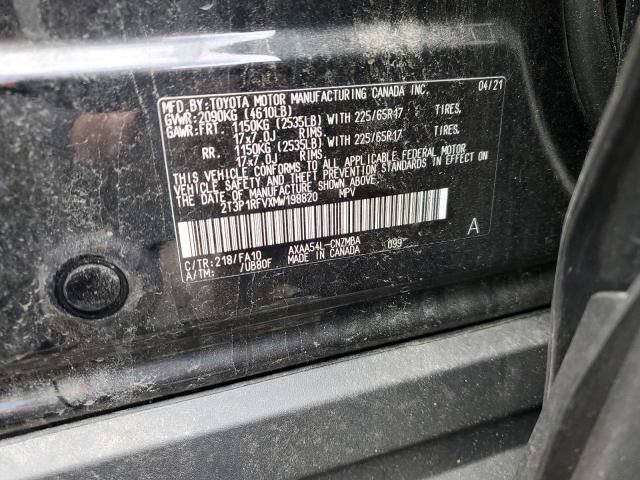 MFD.BY:TOYOTA MOTOR MANUFACTURING CANADA INC. 04/21
GVWR:2090KG (4610LB)
GAWR:FRT. 1150KG (2535LB) WITH 225/65R17 TIRES,
17x7.0J RIMS
RR. 1150KG (2535LB) WITH 225/65R17 TIRES,
17x7.0J RIMS
THIS VEHICLE CONFORMS TO ALL APPLICABLE FEDERAL MOTOR
VEHICLE SAFETY AND THEFT PREVENTION STANDARDS IN EFFECT ON
THE DATE OF MANUFACTURE SHOWN ABOVE.
2T3P1RFVXMW198820 MPV
C/TR:218/FA10 AXAA54L-CNZMBA 099 A
A/TM: /UB80F MADE IN CANADA